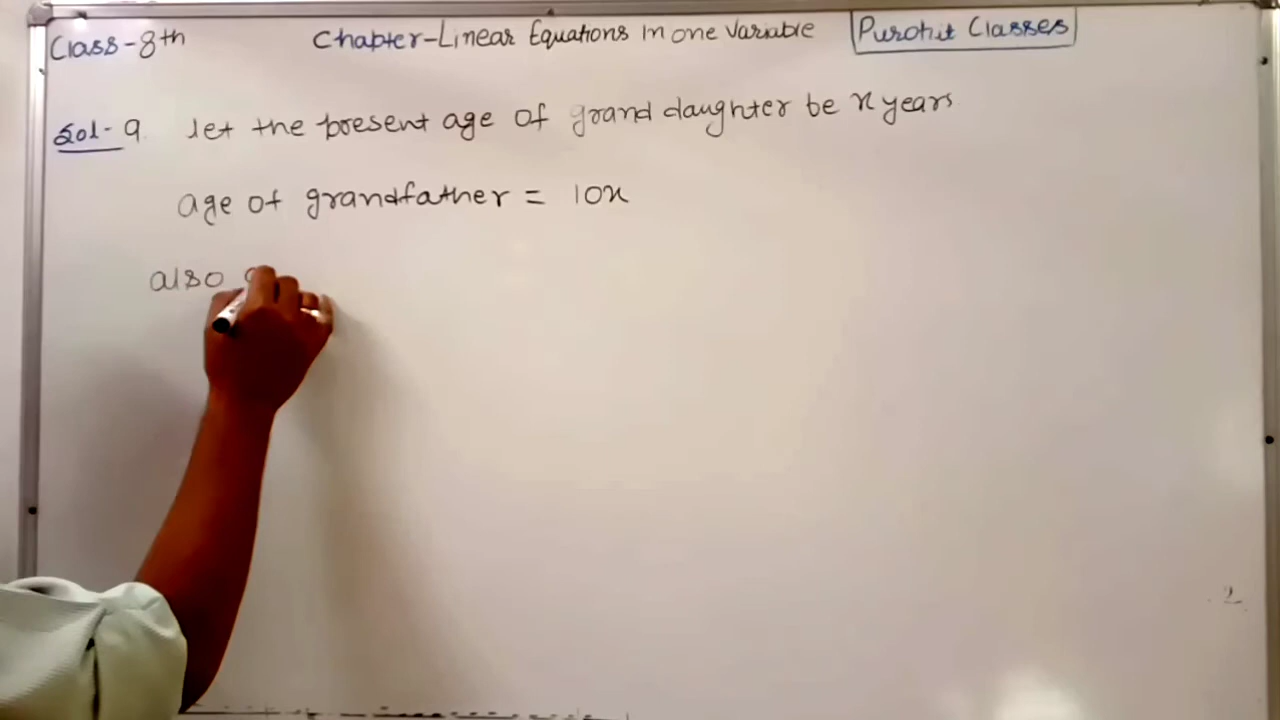 Class-8th Chapter-Linear Equations In one Variable Purohit Classes
Sol-9. let the present age of grand daughter be x years
age of grandfather = 10x
also
2